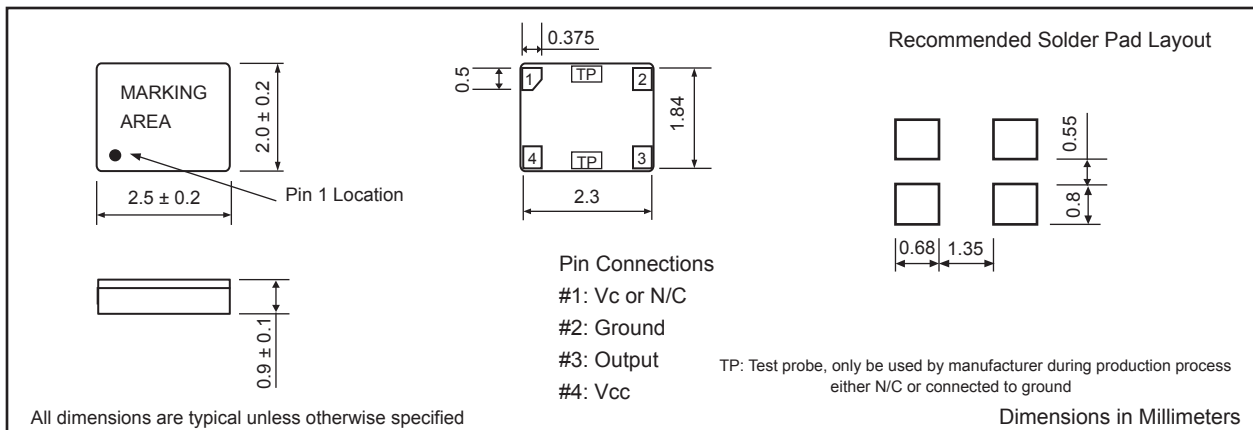 MARKING
AREA
2.0 ± 0.2
2.5 ± 0.2
Pin 1 Location
0.9 ± 0.1
All dimensions are typical unless otherwise specified
0.375
0.5
1
TP
2
1.84
4
TP
3
2.3
Pin Connections
#1: Vc or N/C
#2: Ground
#3: Output
#4: Vcc
Recommended Solder Pad Layout
0.55
0.8
0.68
1.35
TP: Test probe, only be used by manufacturer during production process
either N/C or connected to ground
Dimensions in Millimeters